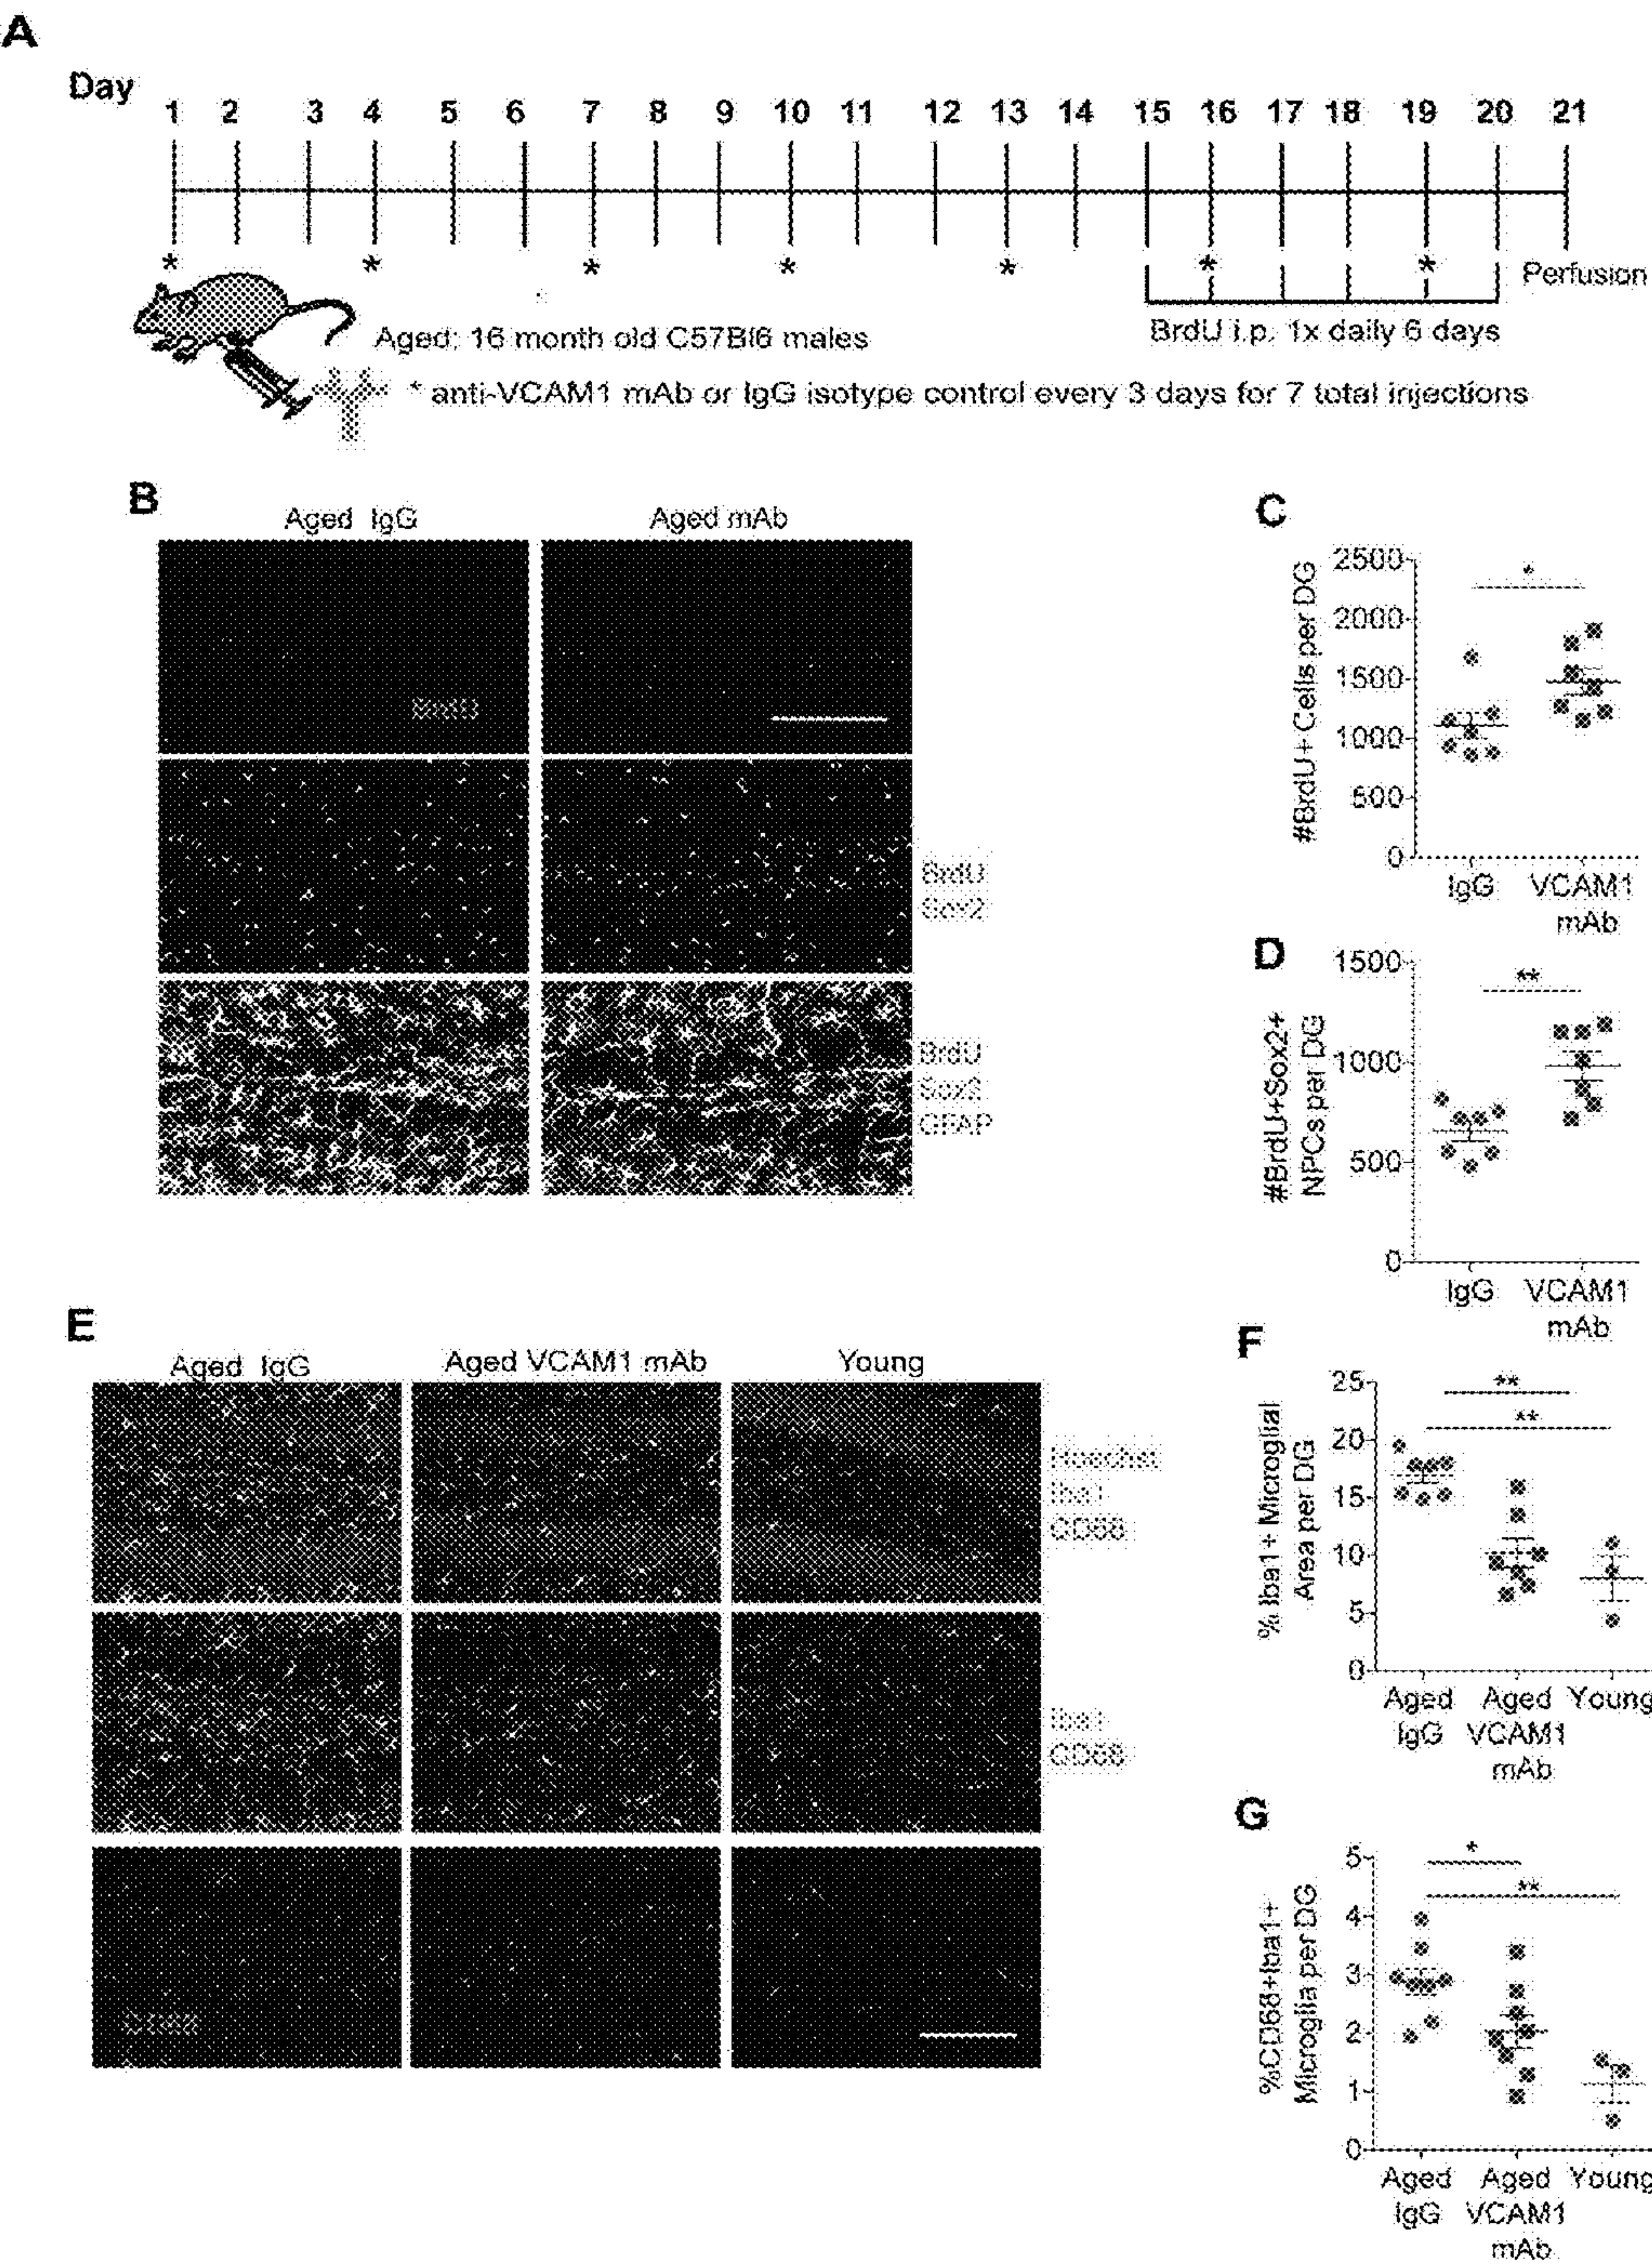 A
Day
1 2 3 4 5 6 7 8 9 10 11 12 13 14 15 16 17 18 19 20 21
* * * * * * *
Perfusion
Aged: 16 month old C57Bl6 males
BrdU i.p. 1x daily 6 days
* anti-VCAM1 mAb or IgG isotype control every 3 days for 7 total injections
B
Aged IgG Aged mAb
BrdU
BrdU
Sox2
BrdU
Sox2
GFAP
C
#BrdU+ Cells per DG
2500
2000
1500
1000
500
0
*
IgG VCAM1
mAb
D
#BrdU+Sox2+
NPCs per DG
1500
1000
500
0
**
IgG VCAM1
mAb
E
Aged IgG Aged VCAM1 mAb Young
Hoechst
Iba1
CD68
Iba1
CD68
CD68
F
% Iba1+ Microglial
Area per DG
25
20
15
10
5
0
**
**
Aged Aged Young
IgG VCAM1
mAb
G
%CD68+Iba1+
Microglia per DG
5
4
3
2
1
0
*
**
Aged Aged Young
IgG VCAM1
mAb